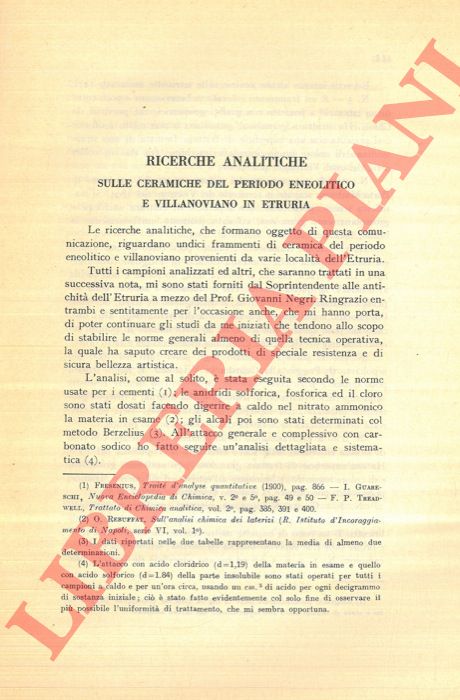 RICERCHE ANALITICHE
SULLE CERAMICHE DEL PERIODO ENEOLITICO
E VILLANOVIANO IN ETRURIA
Le ricerche analitiche, che formano oggetto di questa comu-
nicazione, riguardano undici frammenti di ceramica del periodo
eneolitico e villanoviano provenienti da varie località dell'Etruria.
Tutti i campioni analizzati ed altri, che saranno trattati in una
successiva nota, mi sono stati forniti dal Soprintendente alle anti-
chità dell'Etruria a mezzo del Prof. Giovanni Negri Ringrazio en-
trambi e sentitamente per l'occasione anche, che mi hanno porta,
di poter continuare gli studi da me iniziati che tendono allo scopo
di stabilire le norme generali almeno di quella tecnica operativa,
la quale ha saputo creare dei prodotti di speciale resistenza e di
sicura bellezza artistica.
L'analisi, come al solito, è stata eseguita secondo le norme
usate per i cementi (1); le anidridi solforica, fosforica ed il cloro
sono stati dosati facendo digerire a caldo nel nitrato ammonico
la materia in esame (2); gli alcali poi sono stati determinati col
metodo Berzelius (3). All'attacco generale e complessivo con car-
bonato sodico ho fatto seguire un'analisi dettagliata e sistema-
tica (4).
(1) FRESENIUS, Traité d'analyse quantitative (1900), pag. 866 — I. GUARE-
SCHI, Nuova Enciclopedia di Chimica, v. 2º e 5º, pag. 49 e 50 — F. P. TREAD-
WELL, Trattato di Chimica analitica, vol. 2º, pag. 385, 391 e 400.
(2) O. REBUFFAT, Sull'analisi chimica dei laterizi (R. Istituto d'Incoraggia-
mento di Napoli, serie VI, vol. 1º).
(3) I dati riportati nelle due tabelle rappresentano la media di almeno due
determinazioni.
(4) L'attacco con acido cloridrico (d=1,19) della materia in esame e quello
con acido solforico (d=1.84) della parte insolubile sono stati operati per tutti i
campioni a caldo e per un'ora circa, usando un cm.³ di acido per ogni decigrammo
di sostanza iniziale; ciò è stato fatto evidentemente col solo fine di osservare il
più possibile l'uniformità di trattamento, che mi sembra opportuna.
LIBRERIA PIANI